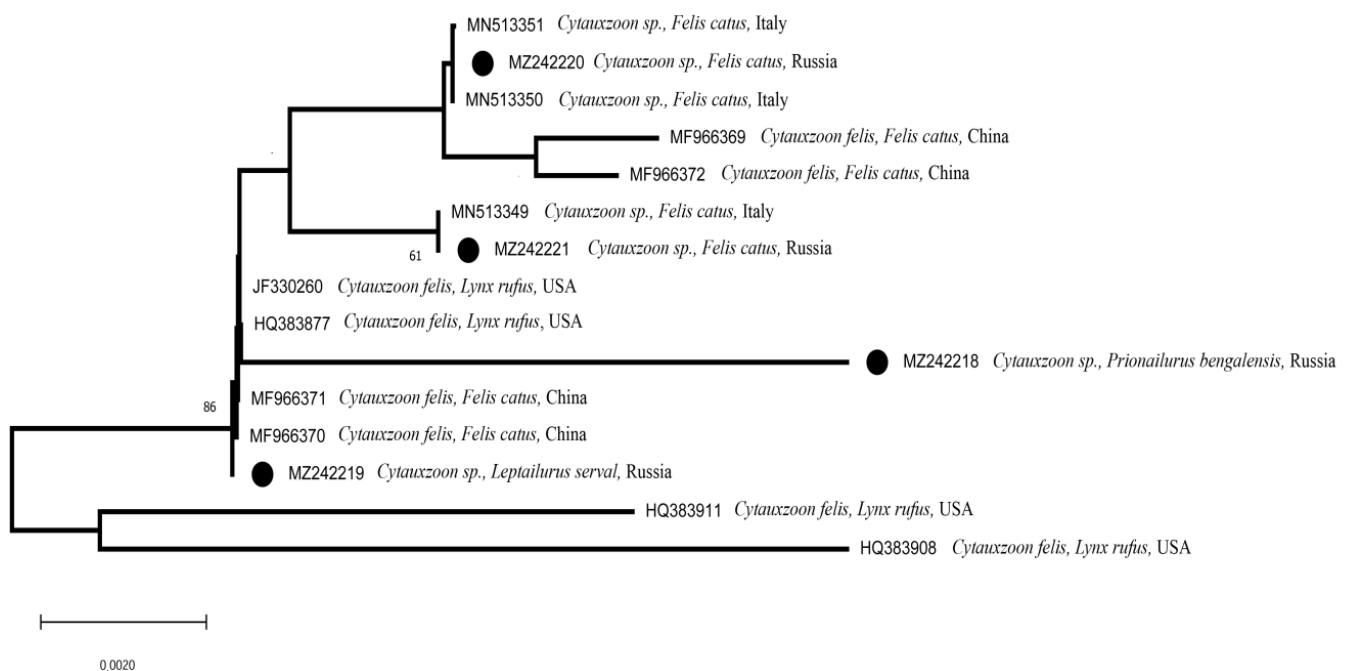 MN513351 Cytauxzoon sp., Felis catus, Italy
MZ242220 Cytauxzoon sp., Felis catus, Russia
MN513350 Cytauxzoon sp., Felis catus, Italy
MF966369 Cytauxzoon felis, Felis catus, China
MF966372 Cytauxzoon felis, Felis catus, China
MN513349 Cytauxzoon sp., Felis catus, Italy
61
MZ242221 Cytauxzoon sp., Felis catus, Russia
JF330260 Cytauxzoon felis, Lynx rufus, USA
HQ383877 Cytauxzoon felis, Lynx rufus, USA
MZ242218 Cytauxzoon sp., Prionailurus bengalensis, Russia
86
MF966371 Cytauxzoon felis, Felis catus, China
MF966370 Cytauxzoon felis, Felis catus, China
MZ242219 Cytauxzoon sp., Leptailurus serval, Russia
HQ383911 Cytauxzoon felis, Lynx rufus, USA
HQ383908 Cytauxzoon felis, Lynx rufus, USA
0.0020